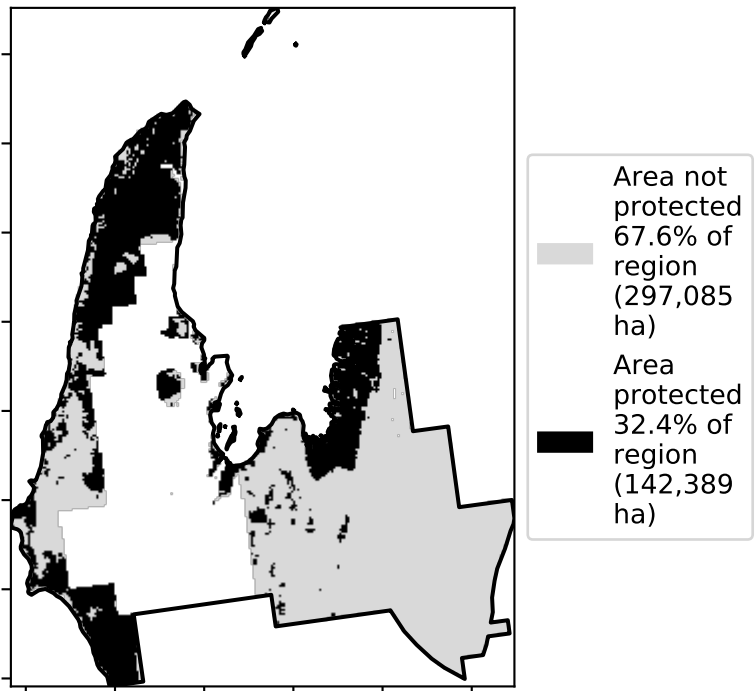 Area not
protected
67.6% of
region
(297,085
ha)
Area
protected
32.4% of
region
(142,389
ha)